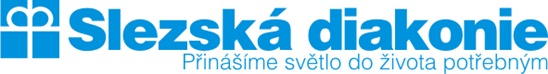 Slezská diakonie
Přinášíme světlo do života potřebným